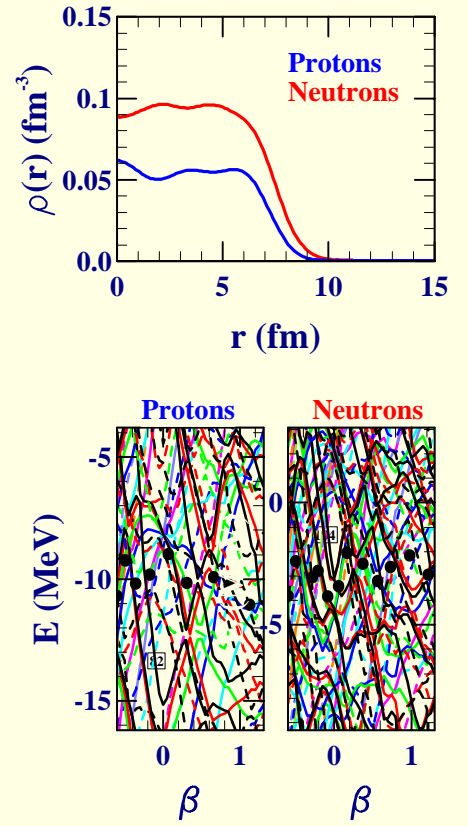 ρ(r) (fm-3)
0.15
0.1
0.05
0.0
Protons
Neutrons
0 5 10 15
r (fm)
Protons Neutrons
E (MeV)
-5
-10
-15
82
0
-5
0 1 0 1
β β